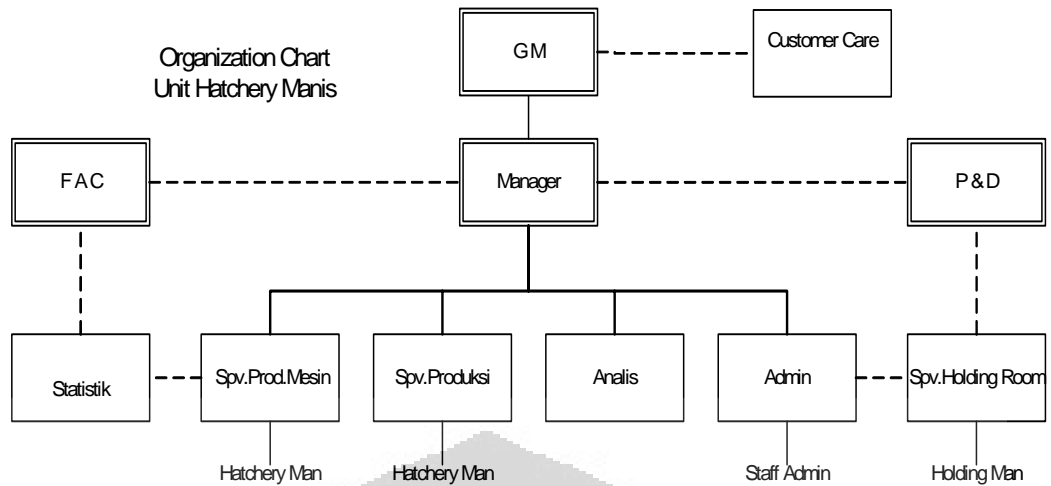 Organization Chart
Unit Hatchery Manis
GM
Customer Care
FAC
Manager
P&D
Statistik
Spv.Prod.Mesin
Spv.Produksi
Analis
Admin
Spv.Holding Room
Hatchery Man
Hatchery Man
Staff Admin
Holding Man